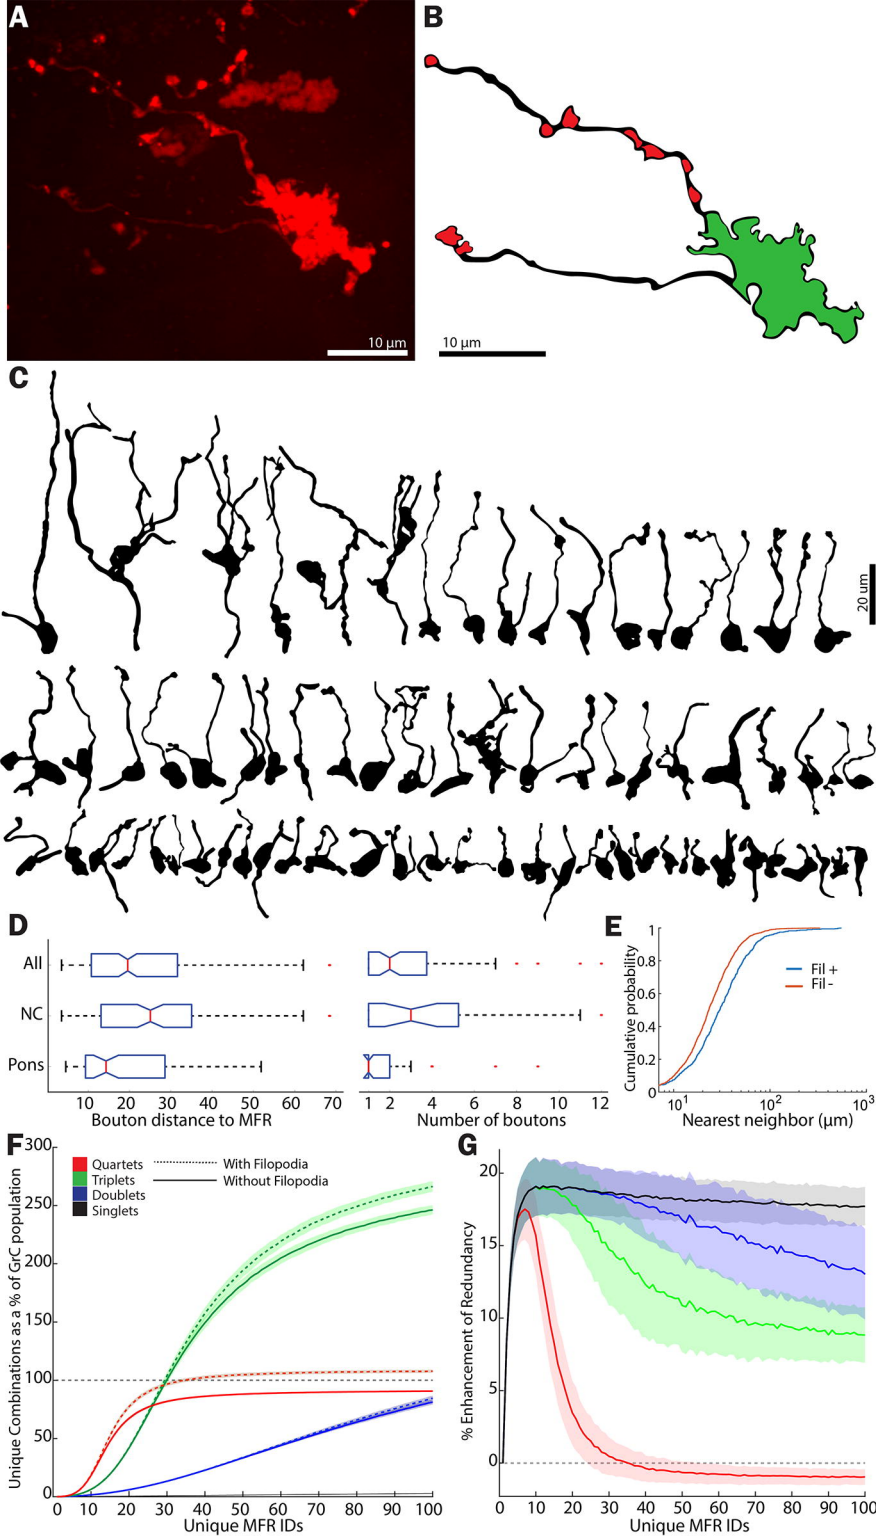 A
B
10 µm
10 µm
C
20 um
D
All
NC
Pons
10 20 30 40 50 60 70
Bouton distance to MFR
1 2 4 6 8 10 12
Number of boutons
E
Cumulative probability
1
0.8
0.6
0.4
0.2
0
Fil +
Fil -
10¹ 10² 10³
Nearest neighbor (µm)
F
Unique Combinations as a % of GrC population
300
250
200
150
100
50
0
Quartets
Triplets
Doublets
Singlets
With Filopodia
Without Filopodia
0 10 20 30 40 50 60 70 80 90 100
Unique MFR IDs
G
% Enhancement of Redundancy
20
15
10
5
0
0 10 20 30 40 50 60 70 80 90 100
Unique MFR IDs